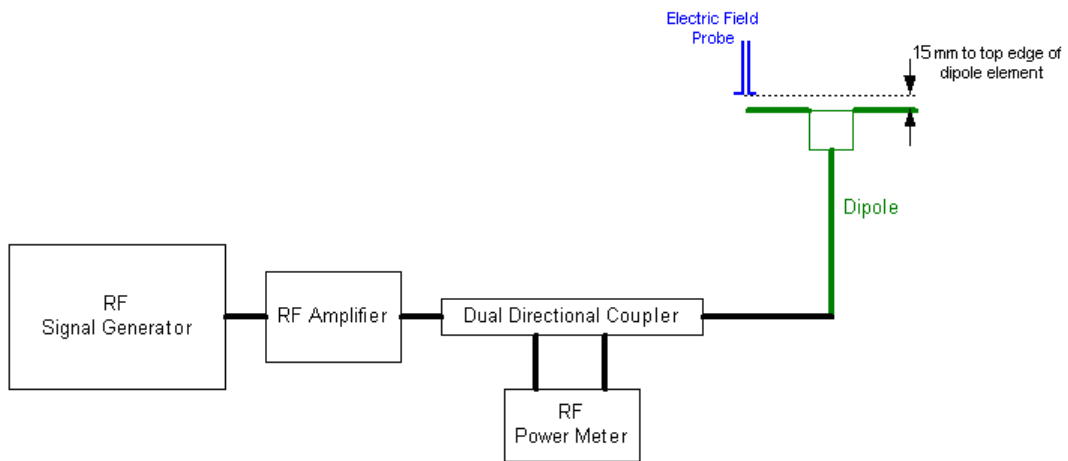 Electric Field
Probe
15 mm to top edge of
dipole element
Dipole
RF
Signal Generator
RF Amplifier
Dual Directional Coupler
RF
Power Meter